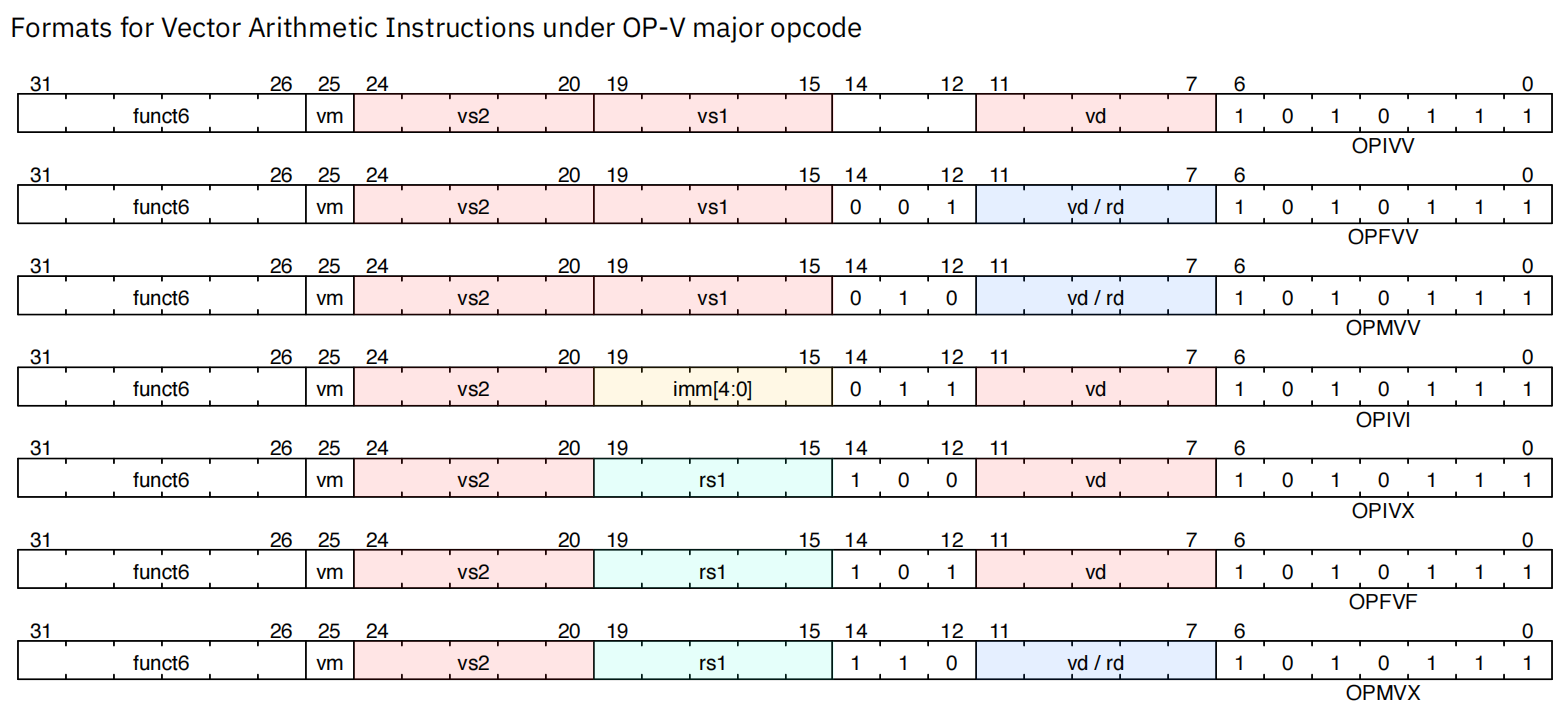 Formats for Vector Arithmetic Instructions under OP-V major opcode
31 26 25 24 20 19 15 14 12 11 7 6 0
funct6 vm vs2 vs1 vd 1 0 1 0 1 1 1
OPIVV
31 26 25 24 20 19 15 14 12 11 7 6 0
funct6 vm vs2 vs1 0 0 1 vd / rd 1 0 1 0 1 1 1
OPFVV
31 26 25 24 20 19 15 14 12 11 7 6 0
funct6 vm vs2 vs1 0 1 0 vd / rd 1 0 1 0 1 1 1
OPMVV
31 26 25 24 20 19 15 14 12 11 7 6 0
funct6 vm vs2 imm[4:0] 0 1 1 vd 1 0 1 0 1 1 1
OPIVI
31 26 25 24 20 19 15 14 12 11 7 6 0
funct6 vm vs2 rs1 1 0 0 vd 1 0 1 0 1 1 1
OPIVX
31 26 25 24 20 19 15 14 12 11 7 6 0
funct6 vm vs2 rs1 1 0 1 vd 1 0 1 0 1 1 1
OPFVF
31 26 25 24 20 19 15 14 12 11 7 6 0
funct6 vm vs2 rs1 1 1 0 vd / rd 1 0 1 0 1 1 1
OPMVX